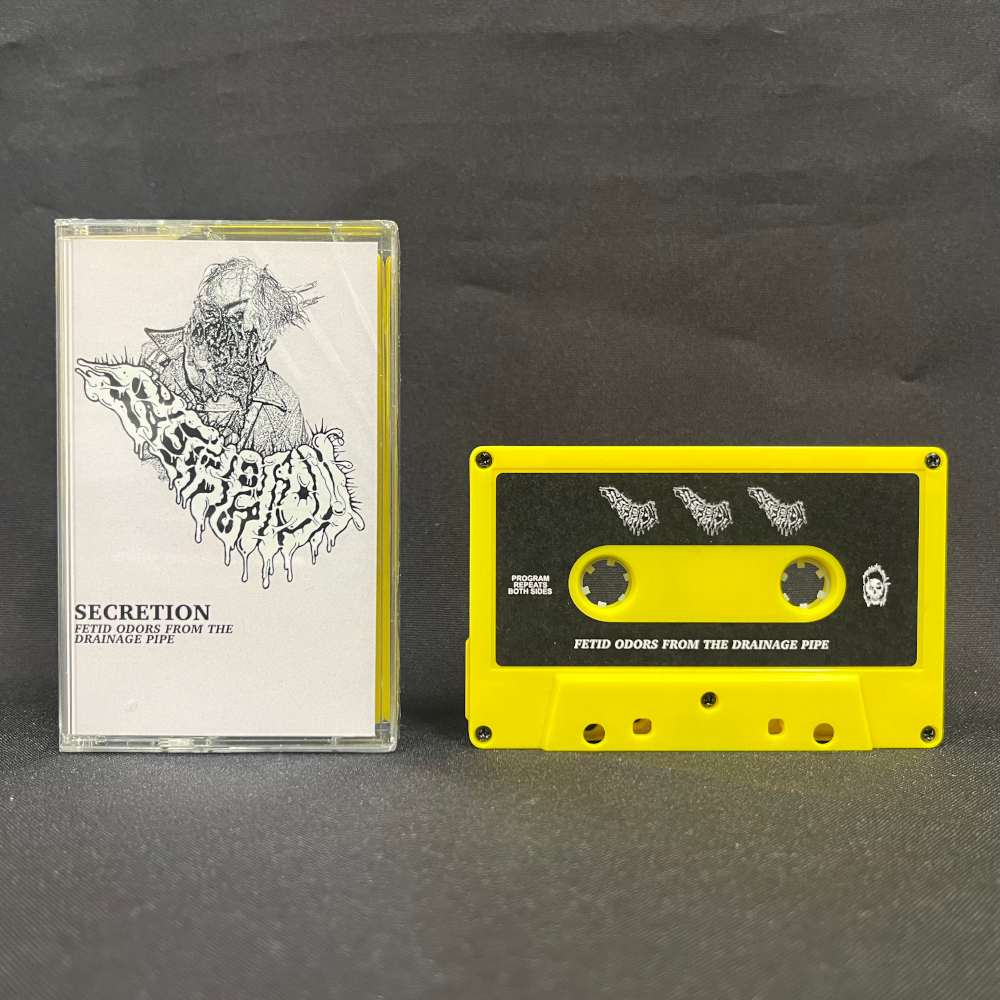 SECRETION
FETID ODORS FROM THE
DRAINAGE PIPE
PROGRAM
REPEATS
BOTH SIDES
FETID ODORS FROM THE DRAINAGE PIPE